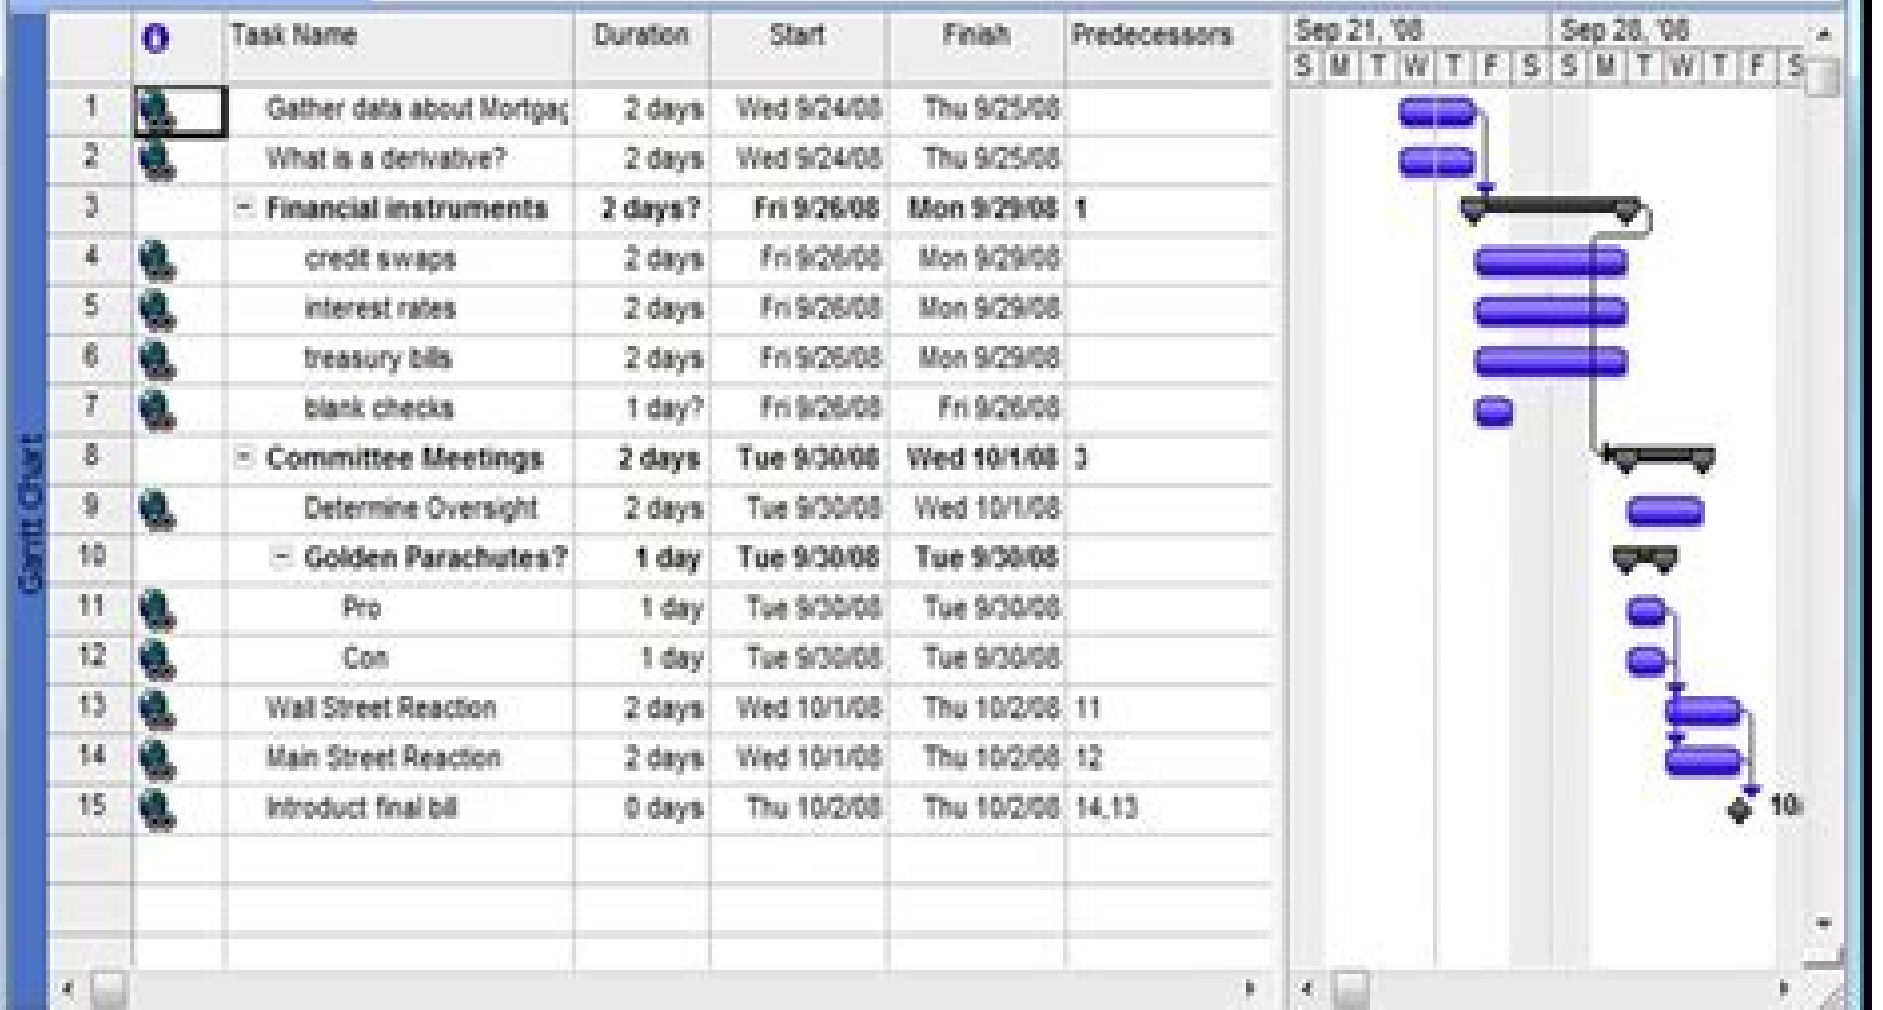 Task Name Duration Start Finish Predecessors Sep 21, '08 Sep 28, '08
S M T W T F S S M T W T F S
1 Gather data about Mortgag 2 days Wed 9/24/08 Thu 9/25/08
2 What is a derivative? 2 days Wed 9/24/08 Thu 9/25/08
3 Financial instruments 2 days? Fri 9/26/08 Mon 9/29/08 1
4 credit swaps 2 days Fri 9/26/08 Mon 9/29/08
5 interest rates 2 days Fri 9/26/08 Mon 9/29/08
6 treasury bills 2 days Fri 9/26/08 Mon 9/29/08
7 blank checks 1 day? Fri 9/26/08 Fri 9/26/08
8 Committee Meetings 2 days Tue 9/30/08 Wed 10/1/08 3
9 Determine Oversight 2 days Tue 9/30/08 Wed 10/1/08
10 Golden Parachutes? 1 day Tue 9/30/08 Tue 9/30/08
11 Pro 1 day Tue 9/30/08 Tue 9/30/08
12 Con 1 day Tue 9/30/08 Tue 9/30/08
13 Wall Street Reaction 2 days Wed 10/1/08 Thu 10/2/08 11
14 Main Street Reaction 2 days Wed 10/1/08 Thu 10/2/08 12
15 Introduct final bill 0 days Thu 10/2/08 Thu 10/2/08 14,13 10/
Gantt Chart